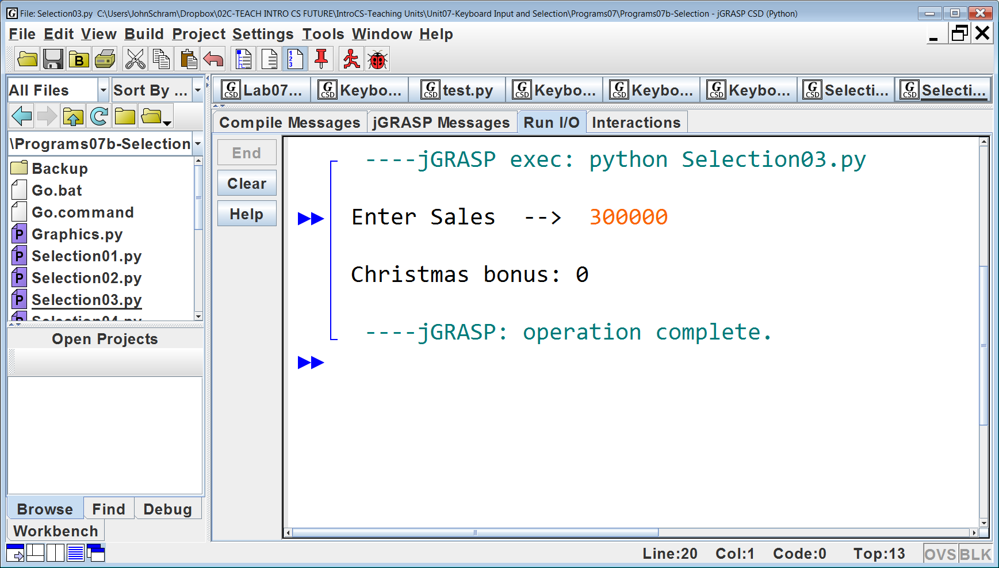 File: Selection03.py  C:\Users\JohnSchram\Dropbox\02C-TEACH INTRO CS FUTURE\IntroCS-Teaching Units\Unit07-Keyboard Input and Selection\Programs07\Programs07b-Selection - jGRASP CSD (Python)
File Edit View Build Project Settings Tools Window Help
All Files Sort By ...
Lab07... Keybo... test.py Keybo... Keybo... Keybo... Selecti... Selecti...
Compile Messages jGRASP Messages Run I/O Interactions
\Programs07b-Selection
Backup
Go.bat
Go.command
Graphics.py
Selection01.py
Selection02.py
Selection03.py
Selection04.py
Open Projects
Browse Find Debug
Workbench
End
Clear
Help
----jGRASP exec: python Selection03.py
Enter Sales  -->  300000
Christmas bonus: 0
----jGRASP: operation complete.
Line:20 Col:1 Code:0 Top:13 OVS BLK